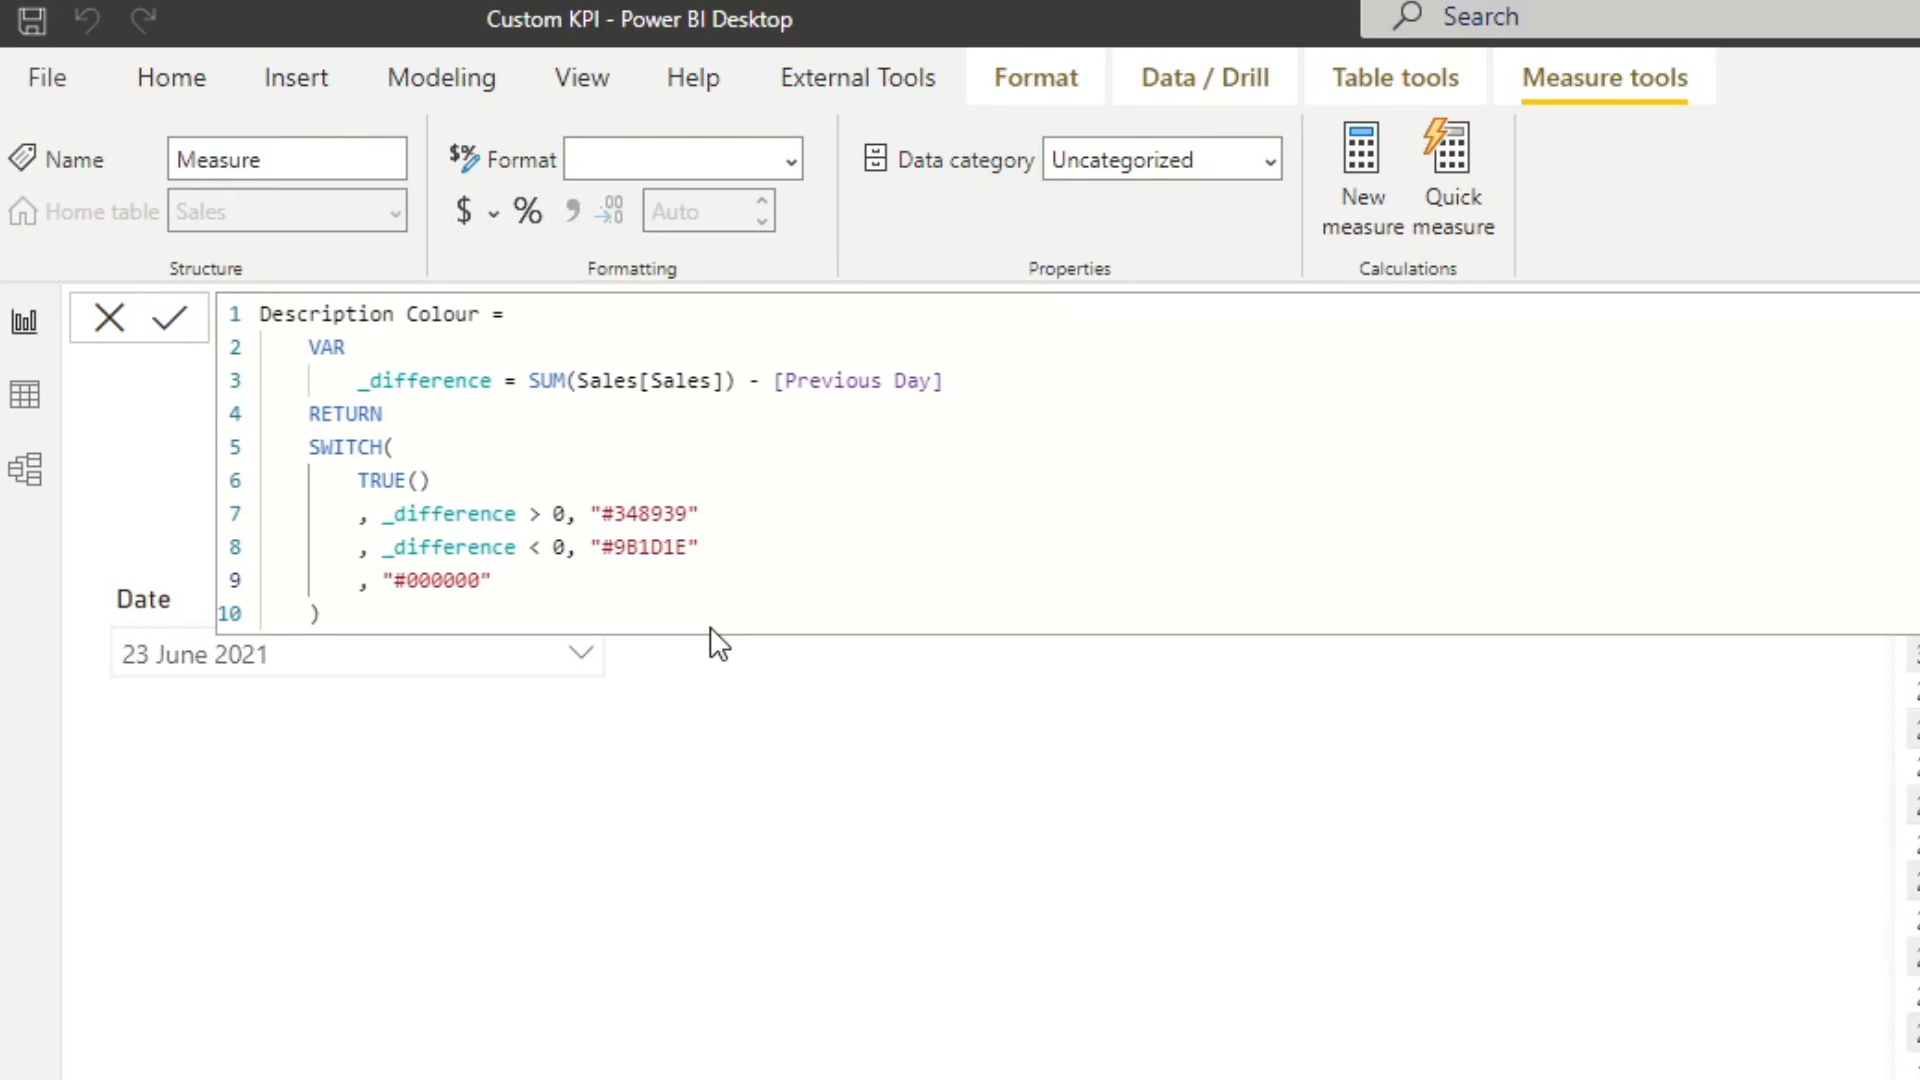 Custom KPI - Power BI Desktop
Search
File Home Insert Modeling View Help External Tools Format Data / Drill Table tools Measure tools
Name Measure
Home table Sales
Structure
$% Format
$ % 9 .00 →0 Auto
Formatting
Data category Uncategorized
Properties
New measure
Quick measure
Calculations
1 Description Colour =
2 VAR
3 _difference = SUM(Sales[Sales]) - [Previous Day]
4 RETURN
5 SWITCH(
6 TRUE()
7 , _difference > 0, "#348939"
8 , _difference < 0, "#9B1D1E"
9 , "#000000"
10 )
Date
23 June 2021